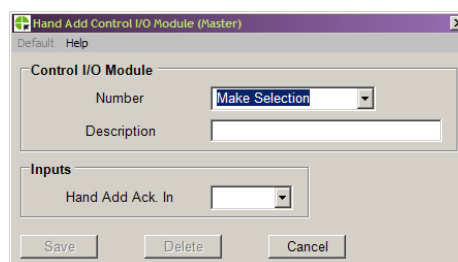 Hand Add Control I/O Module (Master)
Default Help
Control I/O Module
Number Make Selection
Description
Inputs
Hand Add Ack. In
Save Delete Cancel